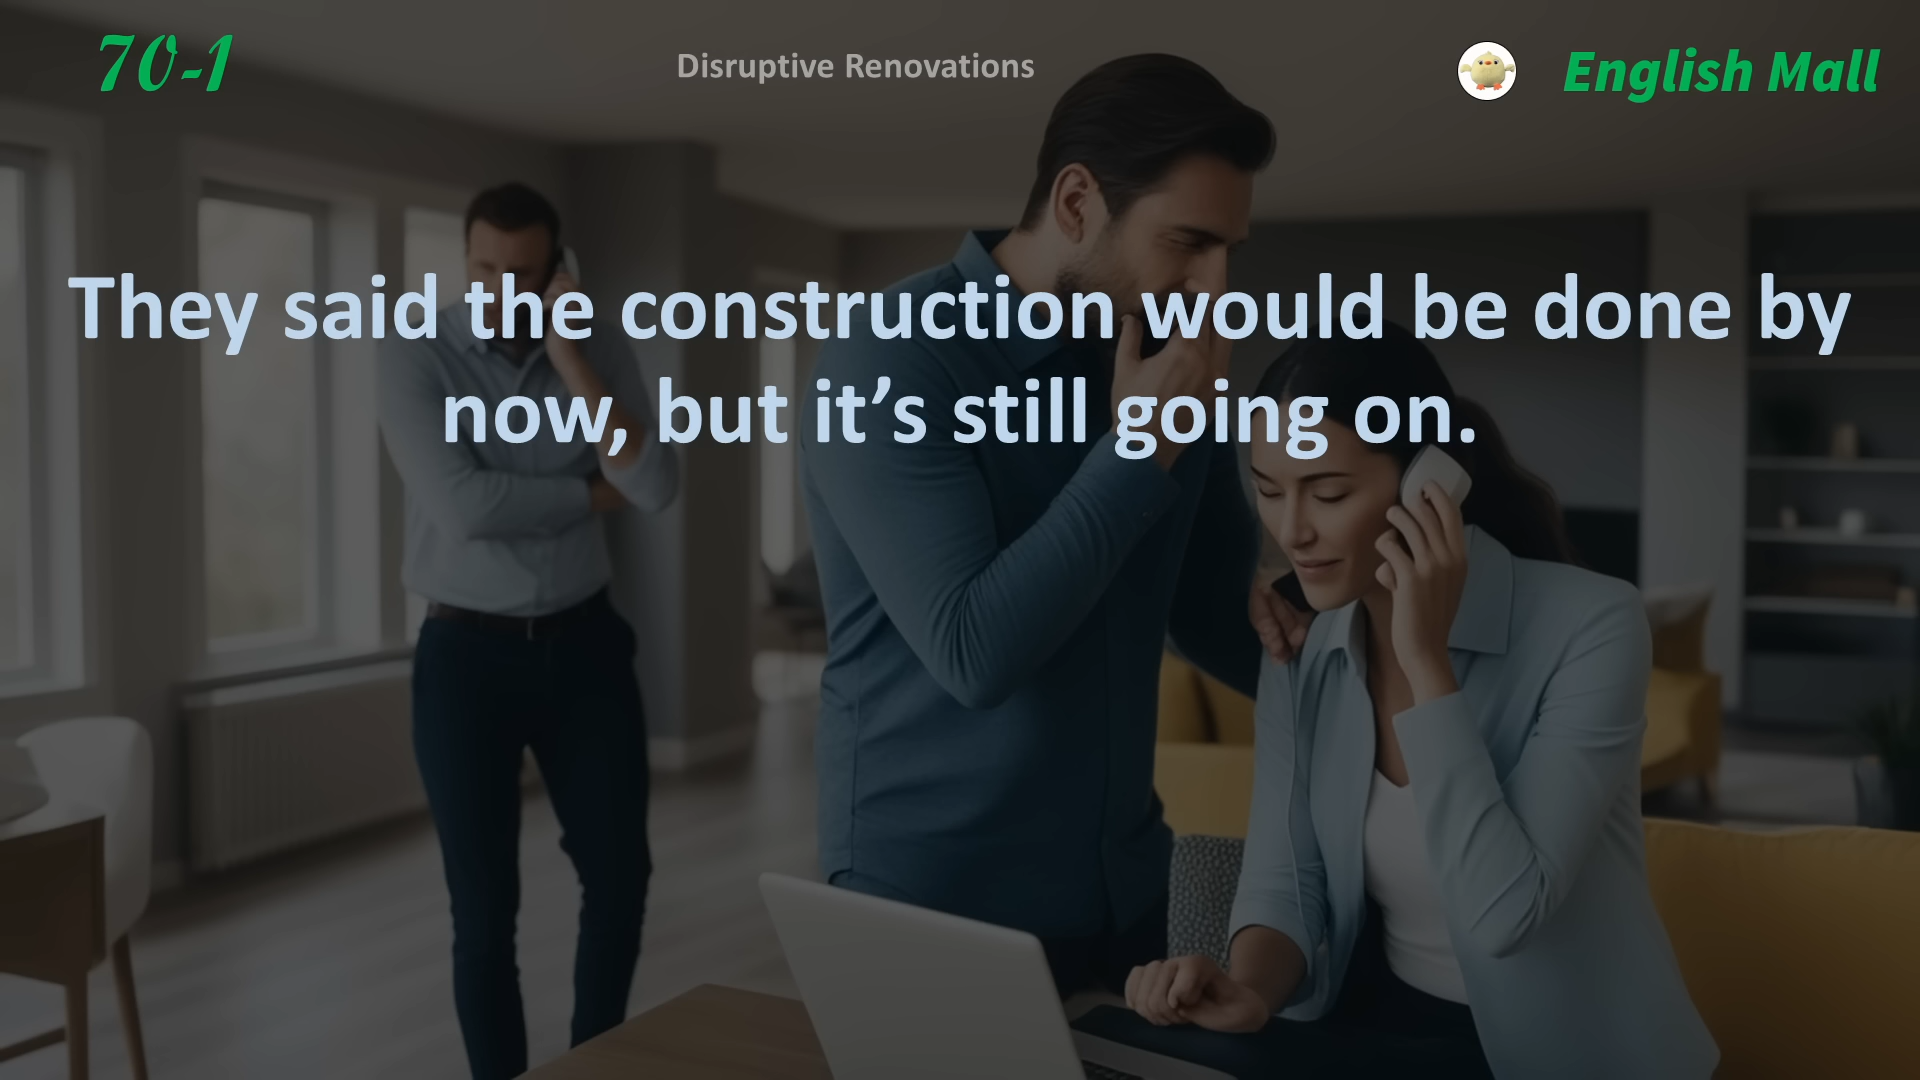 70-1
Disruptive Renovations
English Mall
They said the construction would be done by
now, but it’s still going on.